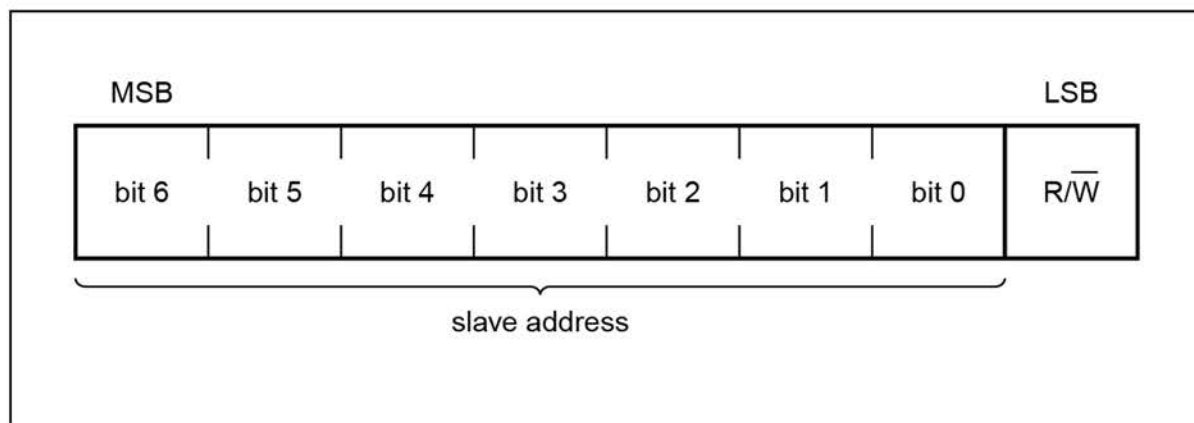 MSB LSB
bit 6 bit 5 bit 4 bit 3 bit 2 bit 1 bit 0 R/W̅
slave address